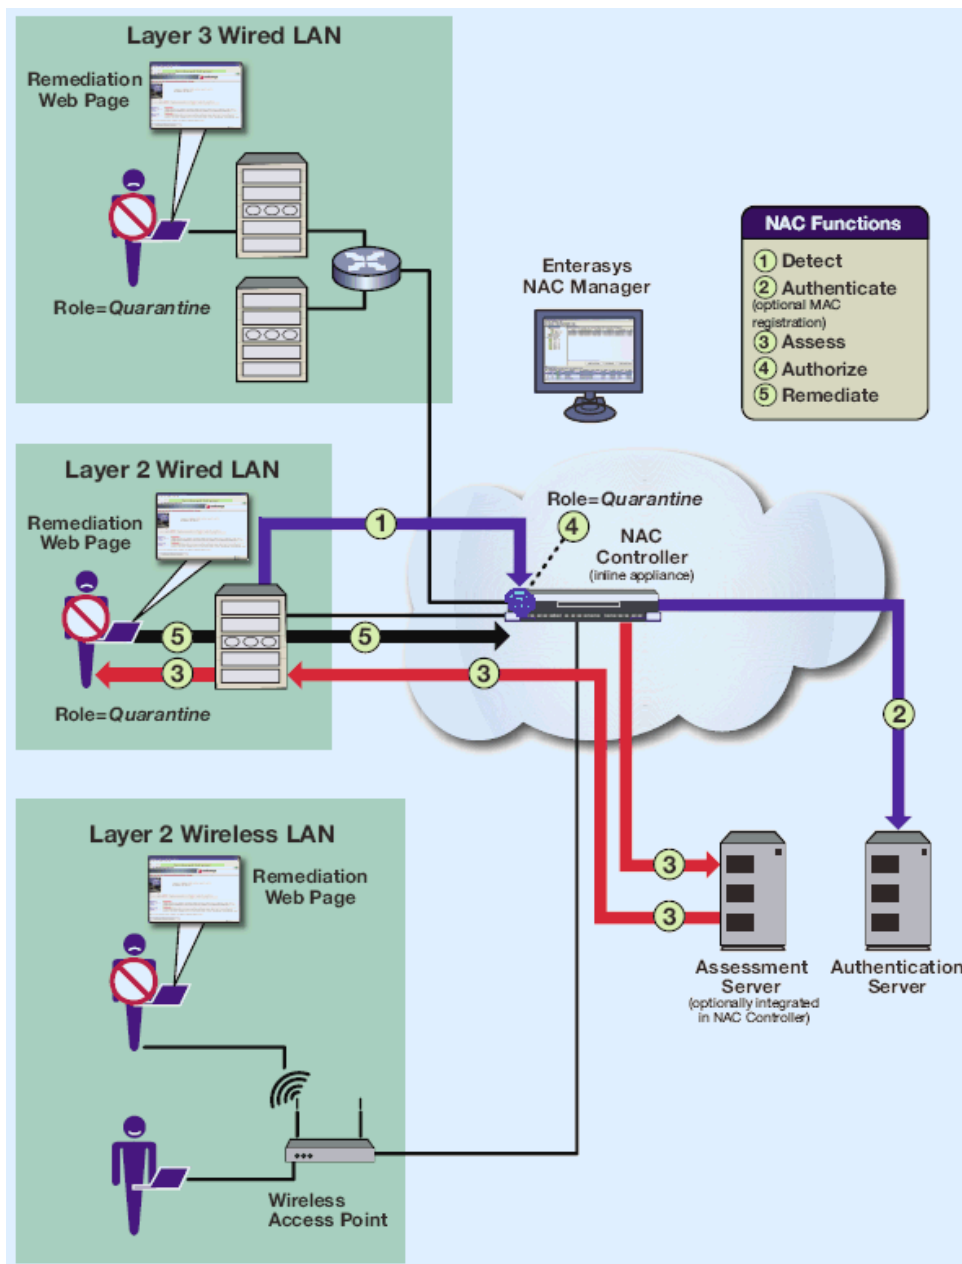 Layer 3 Wired LAN
Remediation
Web Page
Role=Quarantine
Enterasys
NAC Manager
NAC Functions
1 Detect
2 Authenticate
(optional MAC
registration)
3 Assess
4 Authorize
5 Remediate
Layer 2 Wired LAN
Remediation
Web Page
1
Role=Quarantine
4
NAC
Controller
(inline appliance)
5
5
3
3
Role=Quarantine
2
Layer 2 Wireless LAN
Remediation
Web Page
3
3
Assessment
Server
(optionally integrated
in NAC Controller)
Authentication
Server
Wireless
Access Point